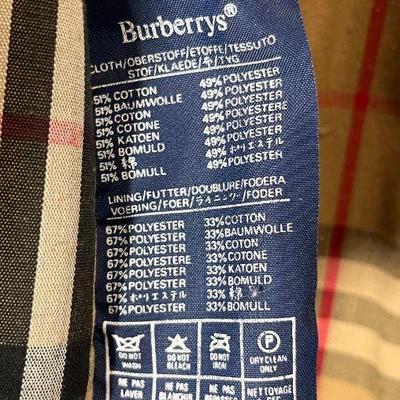 Burberrys®
CLOTH/OBERSTOFF/ETOFFE/TESSUTO
STOF/KLAEDE/布/TYG
51% COTTON 49% POLYESTER
51% BAUMWOLLE 49% POLYESTER
51% COTON 49% POLYESTERE
51% COTONE 49% POLYESTER
51% KATOEN 49% POLYESTER
51% BOMULD 49% POLYESTER
51% 綿 49% ポリエステル
51% BOMULL 49% POLYESTER
LINING/FUTTER/DOUBLURE/FODERA
VOERING/FOER/ライニング/FODER
67% POLYESTER 33% COTTON
67% POLYESTER 33% BAUMWOLLE
67% POLYESTERE 33% COTON
67% POLYESTER 33% COTONE
67% POLYESTER 33% KATOEN
67% POLYESTER 33% BOMULD
67% ポリエステル 33% 綿
67% POLYESTER 33% BOMULL
DO NOT WASH DO NOT BLEACH DO NOT IRON P DRY CLEAN ONLY
NE PAS LAVER NE PAS BLANCHIR NE PAS REPASSER NETTOYAGE SEC